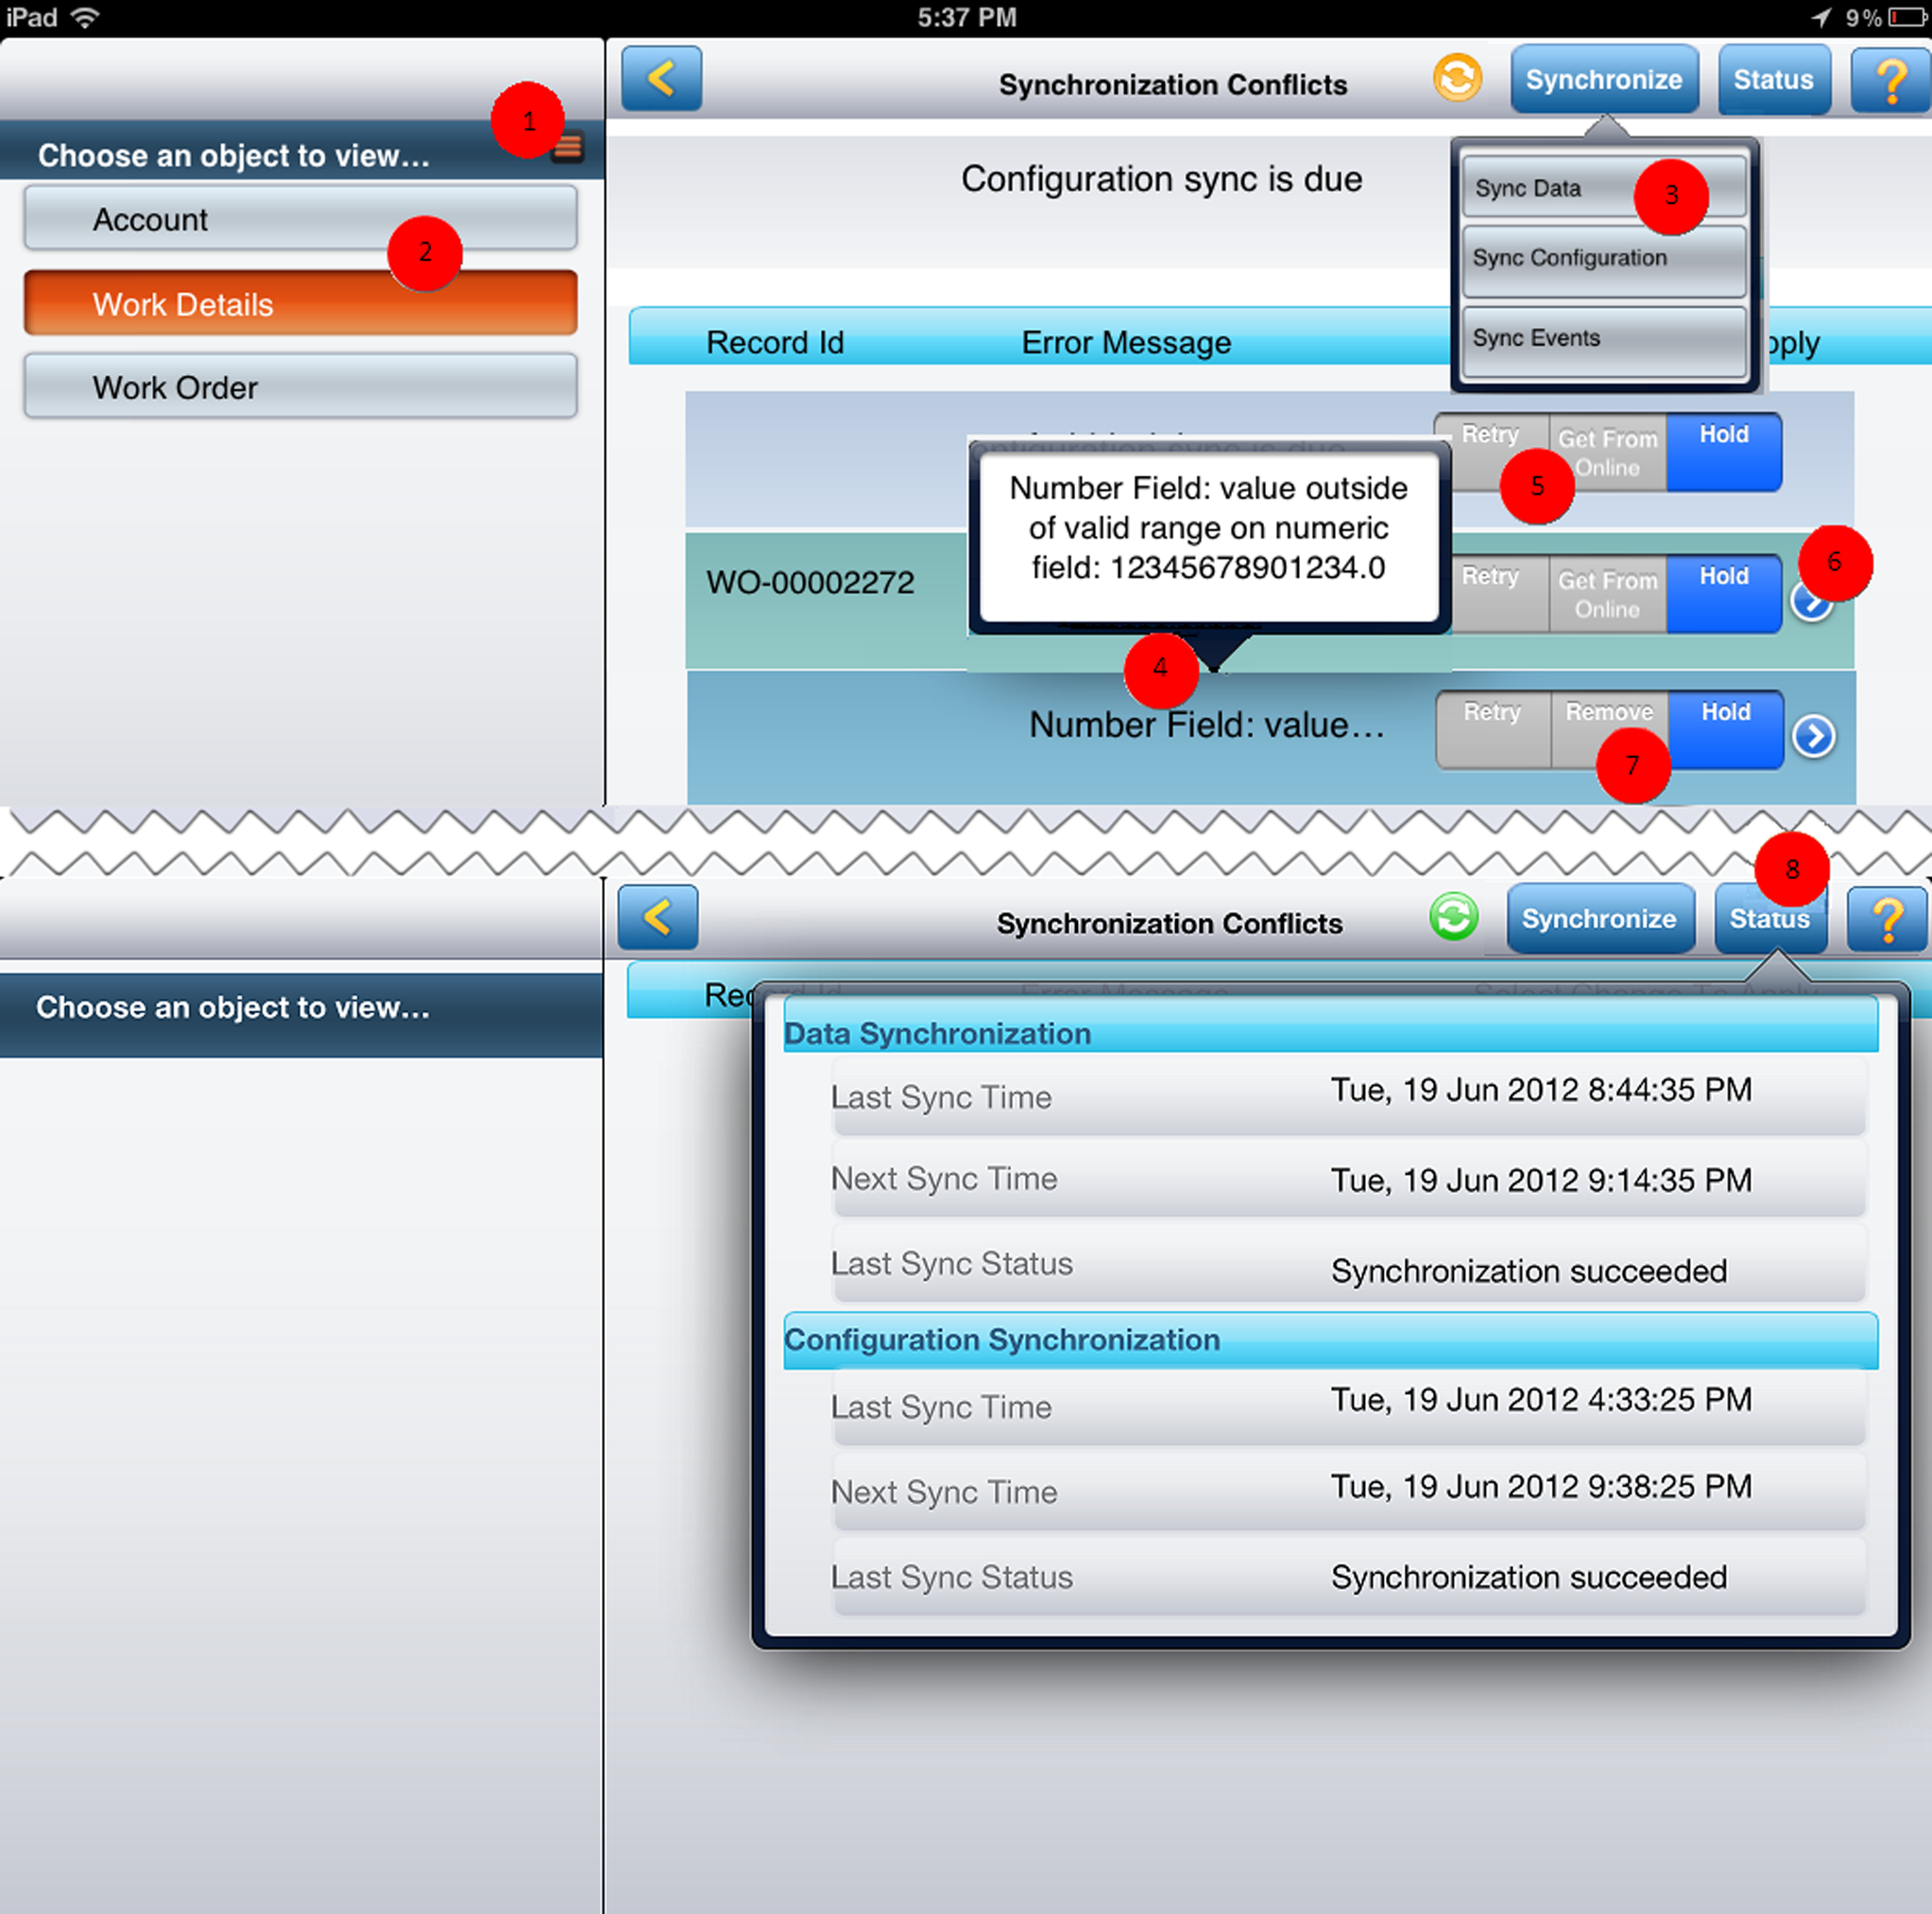 iPad
5:37 PM
9%
Synchronization Conflicts
Synchronize
Status
?
1
Choose an object to view...
Account
2
Work Details
Work Order
Configuration sync is due
Sync Data
3
Sync Configuration
Sync Events
Record Id
Error Message
Retry
Get From
Online
Hold
5
Number Field: value outside
of valid range on numeric
field: 12345678901234.0
WO-00002272
Retry
Get From
Online
Hold
6
4
Number Field: value...
Retry
Remove
Hold
7
8
Synchronization Conflicts
Synchronize
Status
?
Choose an object to view...
Data Synchronization
Last Sync Time
Tue, 19 Jun 2012 8:44:35 PM
Next Sync Time
Tue, 19 Jun 2012 9:14:35 PM
Last Sync Status
Synchronization succeeded
Configuration Synchronization
Last Sync Time
Tue, 19 Jun 2012 4:33:25 PM
Next Sync Time
Tue, 19 Jun 2012 9:38:25 PM
Last Sync Status
Synchronization succeeded